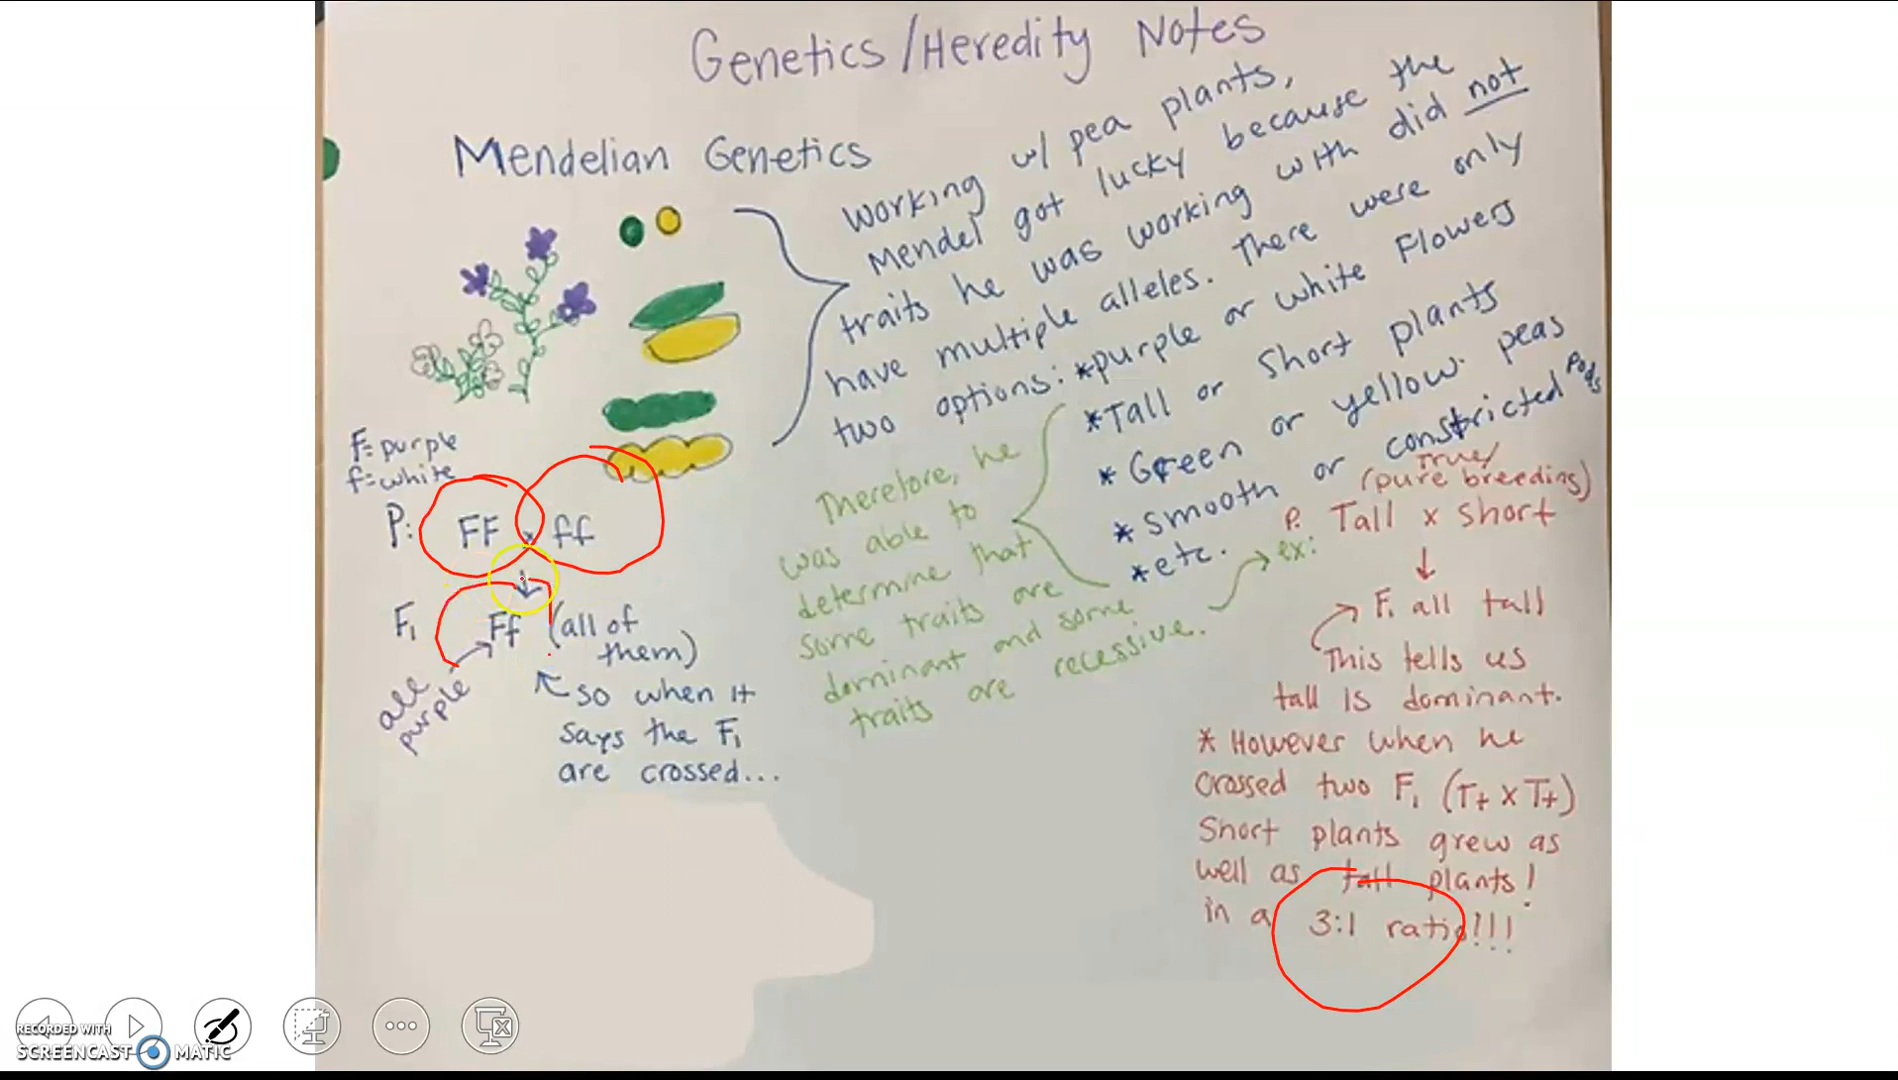 Genetics/Heredity Notes
Mendelian Genetics
Working w/ pea plants,
Mendel got lucky because the
traits he was working with did not
have multiple alleles. There were only
two options: *purple or white Flowers
*Tall or Short plants
*Green or yellow. peas
*Smooth or constricted pods
*etc.
F=purple
f=white
P: FF x ff
F₁ Ff (all of
them)
all
purple
so when it
says the F₁
are crossed...
Therefore, he
was able to
determine that
some traits are
dominant and some
traits are recessive.
True/
(pure breeding)
ex: P. Tall x Short
F₁ all tall
This tells us
tall is dominant.
* However when he
crossed two F₁ (Tt x Tt)
Short plants grew as
well as tall plants!
in a 3:1 ratio!!!
RECORDED WITH
SCREENCAST MATIC